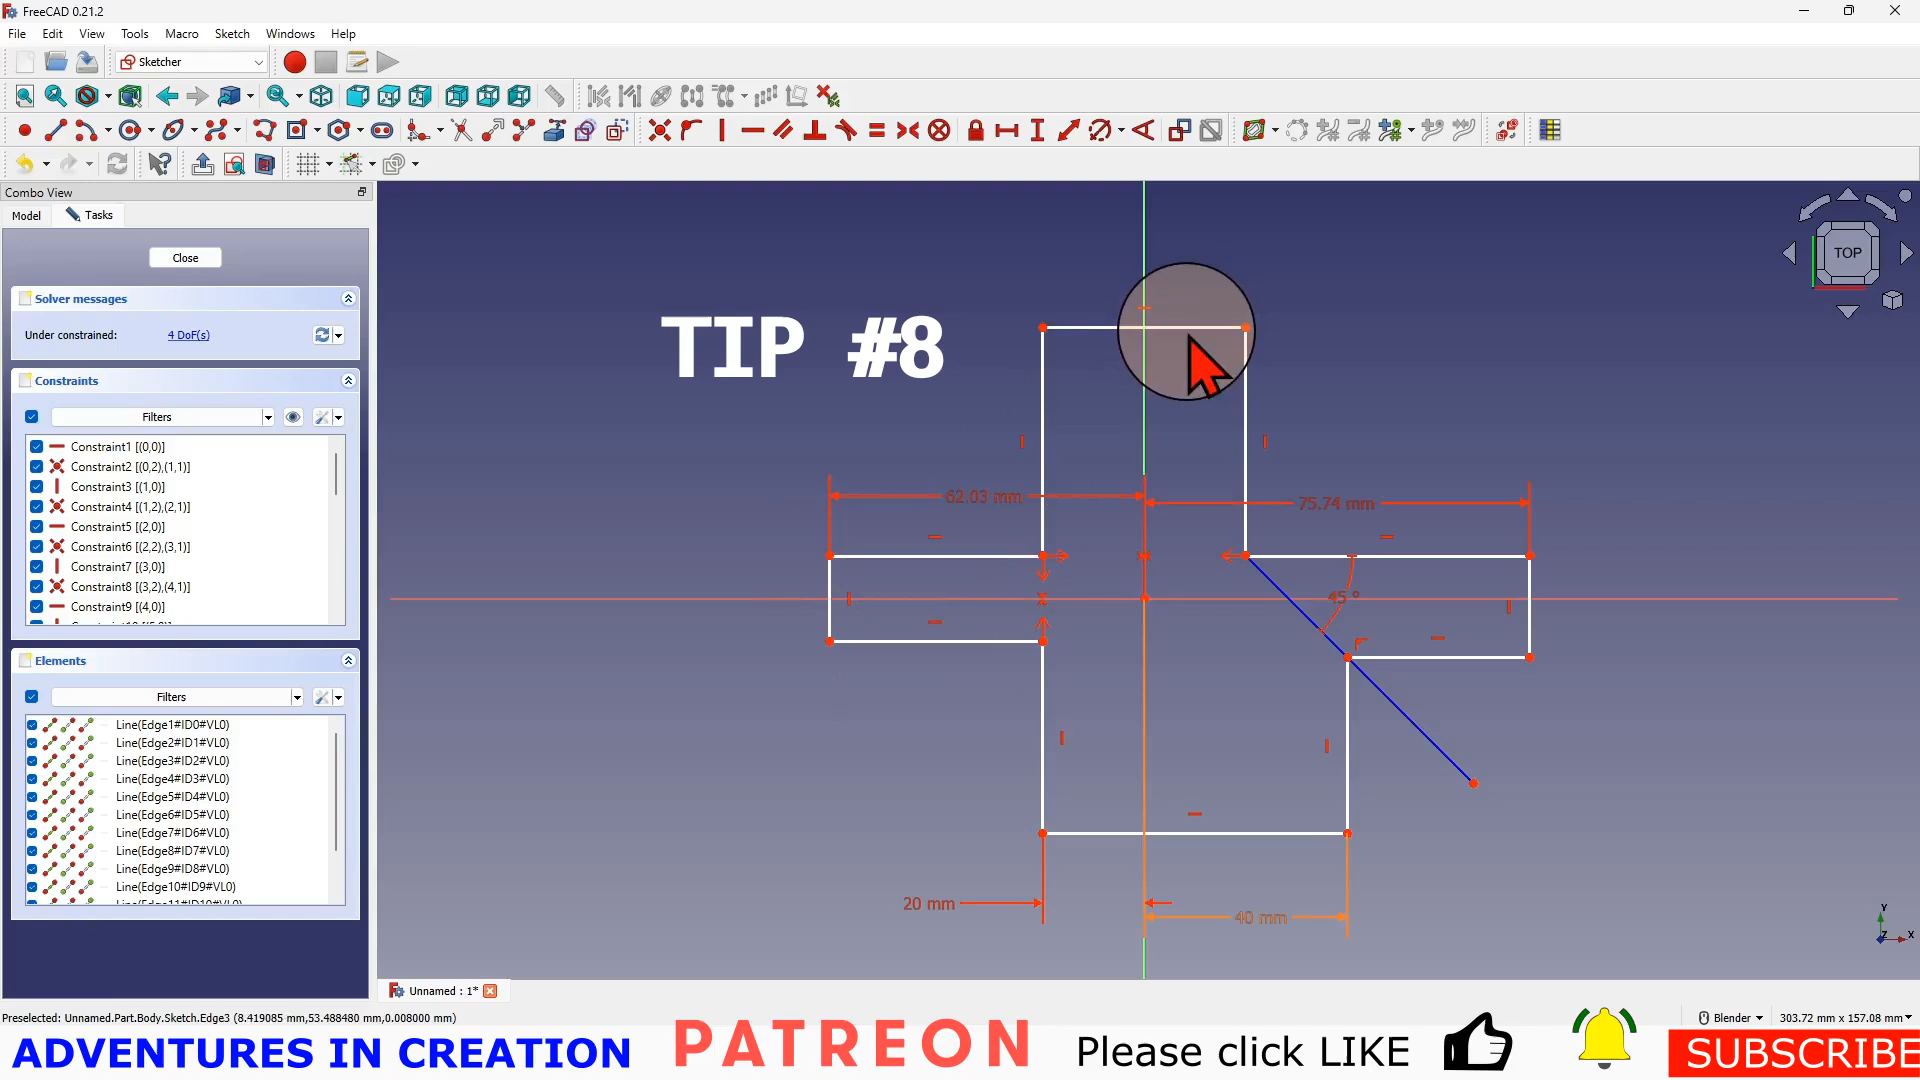 FreeCAD 0.21.2
File Edit View Tools Macro Sketch Windows Help
Sketcher
Combo View
Model Tasks
Close
Solver messages
Under constrained: 4 DoF(s)
Constraints
Filters
Constraint1 [(0,0)]
Constraint2 [(0,2),(1,1)]
Constraint3 [(1,0)]
Constraint4 [(1,2),(2,1)]
Constraint5 [(2,0)]
Constraint6 [(2,2),(3,1)]
Constraint7 [(3,0)]
Constraint8 [(3,2),(4,1)]
Constraint9 [(4,0)]
Elements
Filters
Line(Edge1#ID0#VL0)
Line(Edge2#ID1#VL0)
Line(Edge3#ID2#VL0)
Line(Edge4#ID3#VL0)
Line(Edge5#ID4#VL0)
Line(Edge6#ID5#VL0)
Line(Edge7#ID6#VL0)
Line(Edge8#ID7#VL0)
Line(Edge9#ID8#VL0)
Line(Edge10#ID9#VL0)
TIP #8
TOP
62.03 mm
75.74 mm
45 °
20 mm
40 mm
Y
Z X
Unnamed : 1*
Preselected: Unnamed.Part.Body.Sketch.Edge3 (8.419085 mm,53.488480 mm,0.008000 mm)
Blender 303.72 mm x 157.08 mm
ADVENTURES IN CREATION PATREON Please click LIKE SUBSCRIBE